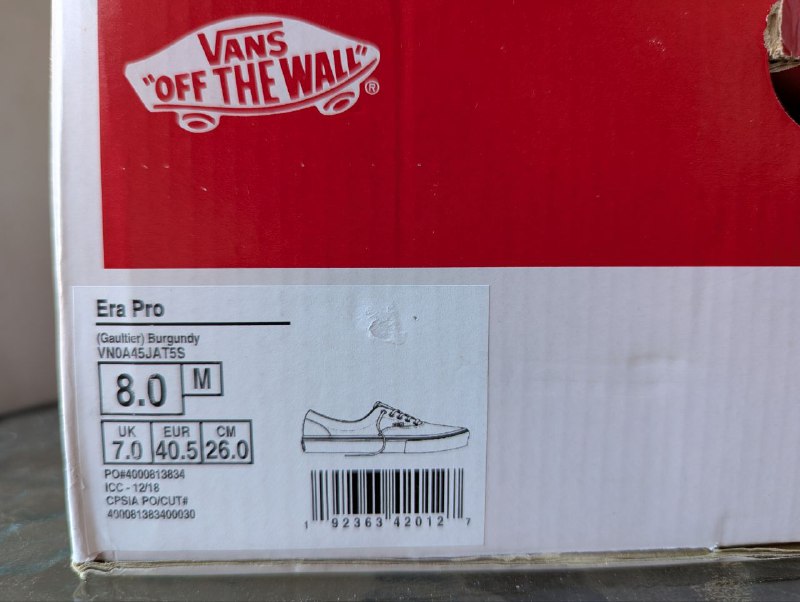 VANS
"OFF THE WALL"®
Era Pro
(Gaultier) Burgundy
VN0A45JAT5S
8.0 M
UK EUR CM
7.0 40.5 26.0
PO#4000813834
ICC - 12/18
CPSIA PO/CUT#
400081383400030
1 92363 42012 7